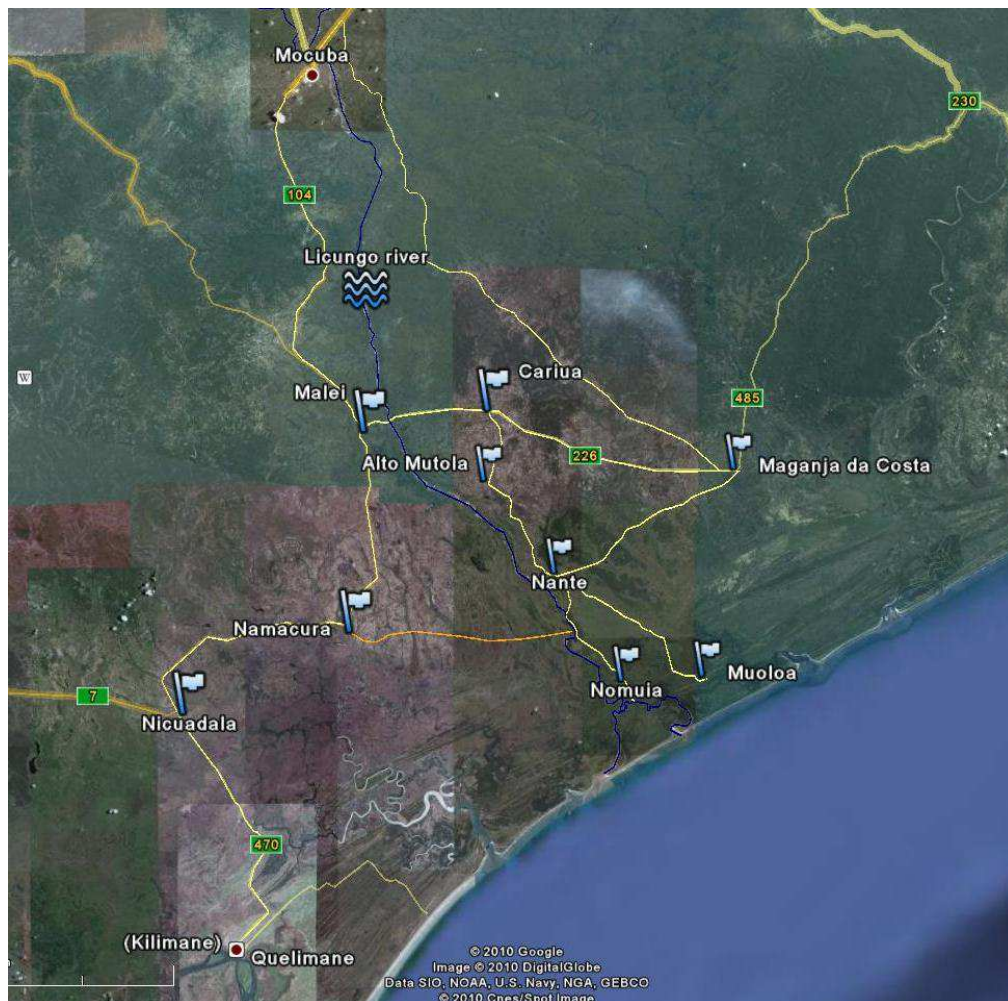 Mocuba
230
104
Licungo river
W
Cariua
Malei
485
Alto Mutola
226
Maganja da Costa
Nante
Namacura
Muoloa
Nomuia
7
Nicuadala
470
(Kilimane)
Quelimane
© 2010 Google
Image © 2010 DigitalGlobe
Data SIO, NOAA, U.S. Navy, NGA, GEBCO
© 2010 Cnes/Spot Image